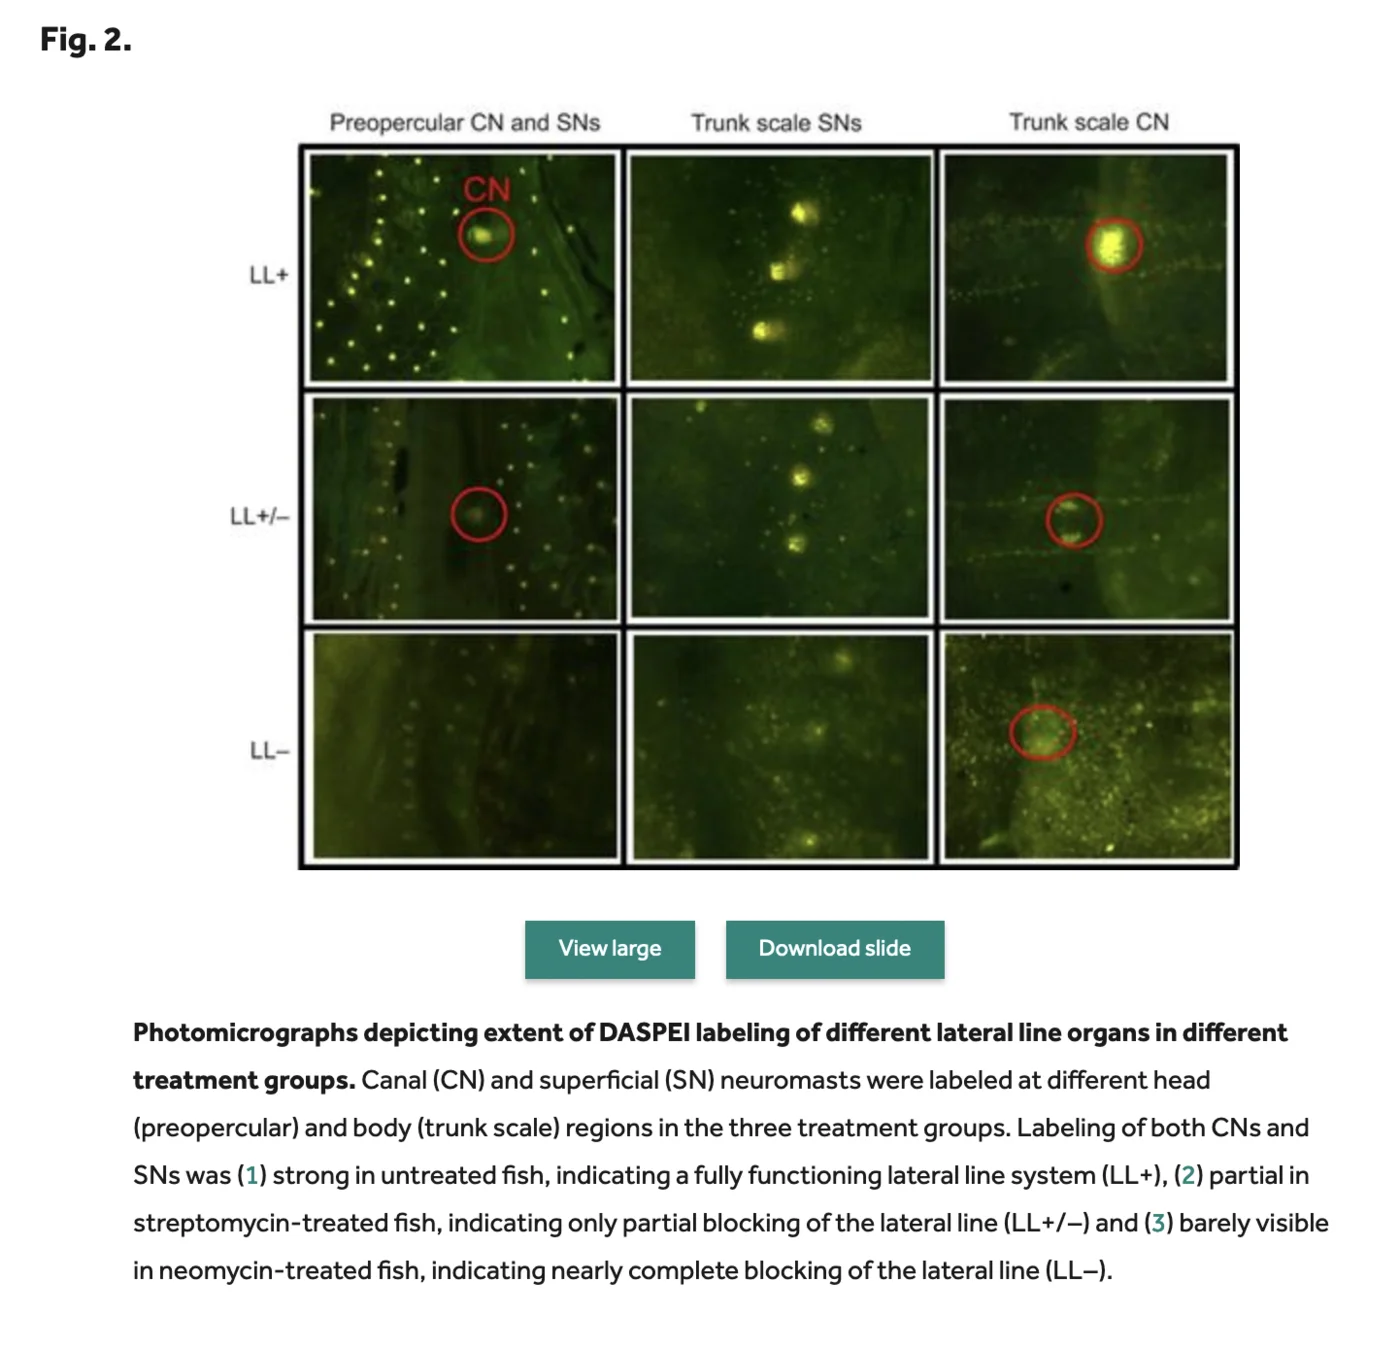 Fig. 2.
Preopercular CN and SNs
Trunk scale SNs
Trunk scale CN
CN
LL+
LL+/–
LL–
View large
Download slide
Photomicrographs depicting extent of DASPEI labeling of different lateral line organs in different
treatment groups. Canal (CN) and superficial (SN) neuromasts were labeled at different head
(preopercular) and body (trunk scale) regions in the three treatment groups. Labeling of both CNs and
SNs was (1) strong in untreated fish, indicating a fully functioning lateral line system (LL+), (2) partial in
streptomycin-treated fish, indicating only partial blocking of the lateral line (LL+/–) and (3) barely visible
in neomycin-treated fish, indicating nearly complete blocking of the lateral line (LL–).